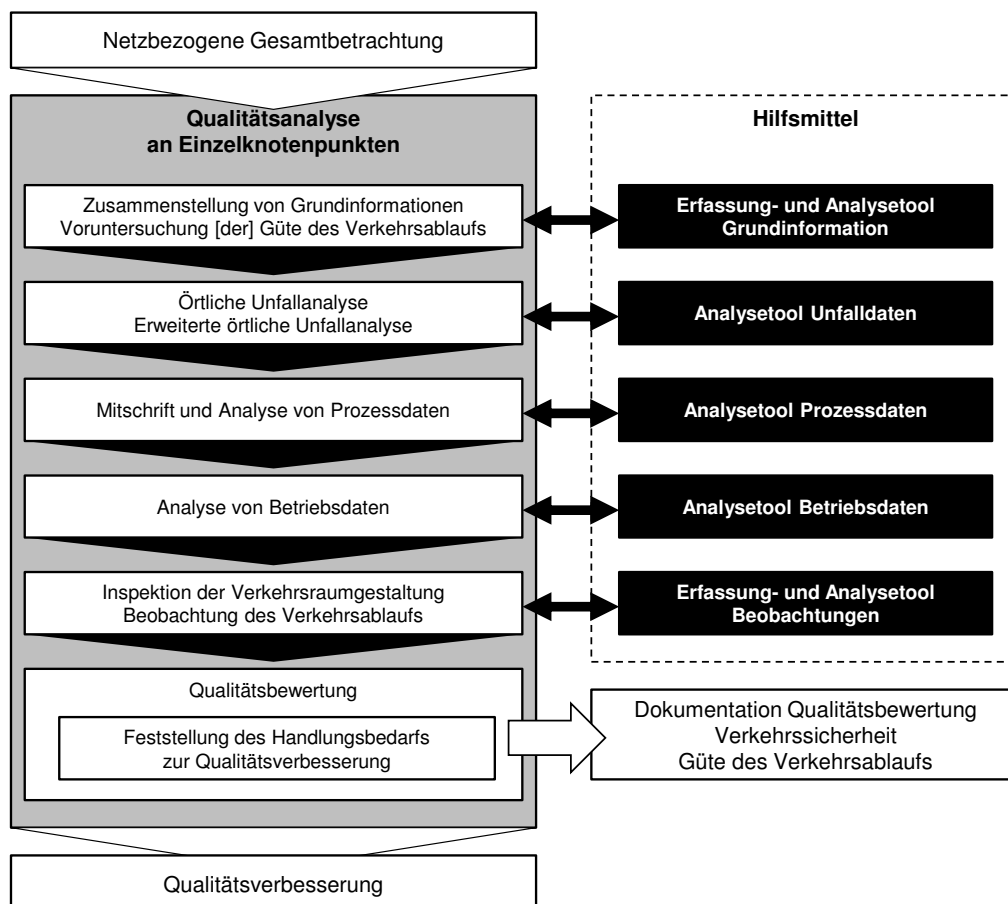 Netzbezogene Gesamtbetrachtung
Qualitätsanalyse
an Einzelknotenpunkten
Hilfsmittel
Zusammenstellung von Grundinformationen
Voruntersuchung [der] Güte des Verkehrsablaufs
Erfassung- und Analysetool
Grundinformation
Örtliche Unfallanalyse
Erweiterte örtliche Unfallanalyse
Analysetool Unfalldaten
Mitschrift und Analyse von Prozessdaten
Analysetool Prozessdaten
Analyse von Betriebsdaten
Analysetool Betriebsdaten
Inspektion der Verkehrsraumgestaltung
Beobachtung des Verkehrsablaufs
Erfassung- und Analysetool
Beobachtungen
Qualitätsbewertung
Feststellung des Handlungsbedarfs
zur Qualitätsverbesserung
Dokumentation Qualitätsbewertung
Verkehrssicherheit
Güte des Verkehrsablaufs
Qualitätsverbesserung